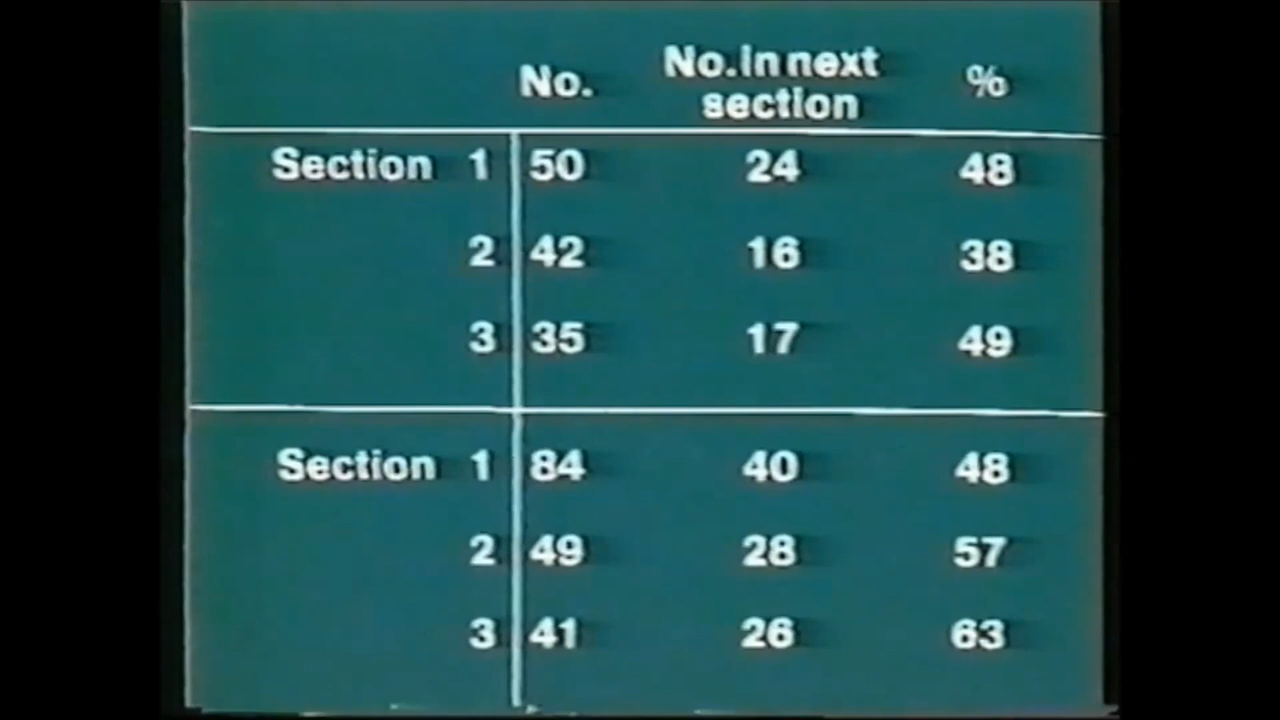 No. No. in next section %
Section 1 50 24 48
2 42 16 38
3 35 17 49
Section 1 84 40 48
2 49 28 57
3 41 26 63